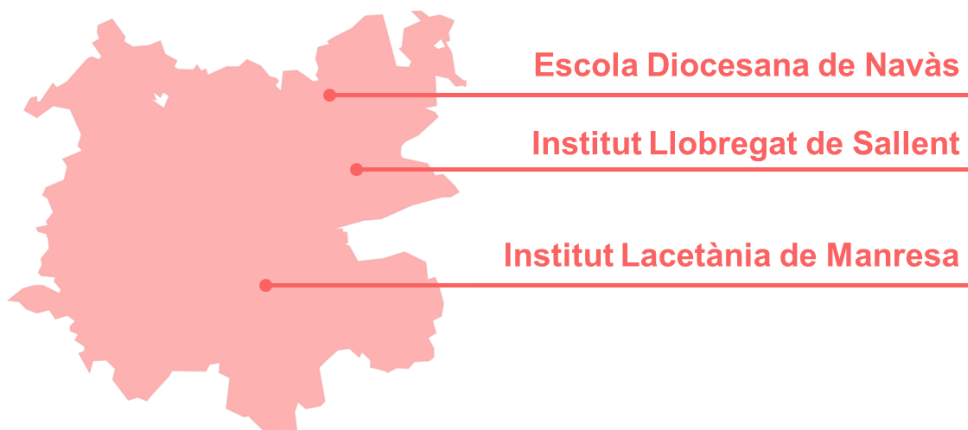 Escola Diocesana de Navàs
Institut Llobregat de Sallent
Institut Lacetània de Manresa